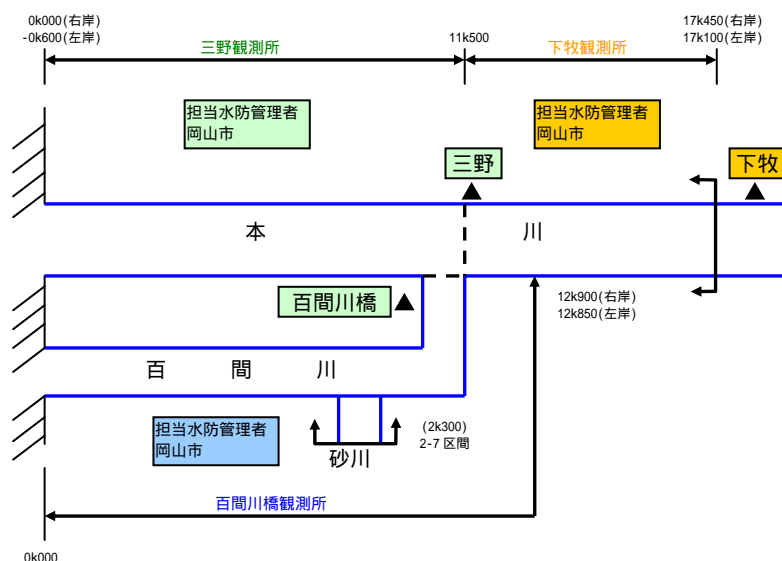 0k000(右岸)
-0k600(左岸)
三野観測所
11k500
下牧観測所
17k450(右岸)
17k100(左岸)
担当水防管理者
岡山市
担当水防管理者
岡山市
三野
下牧
本川
百間川橋
12k900(右岸)
12k850(左岸)
百間川
担当水防管理者
岡山市
(2k300)
2-7 区間
砂川
百間川橋観測所
0k000